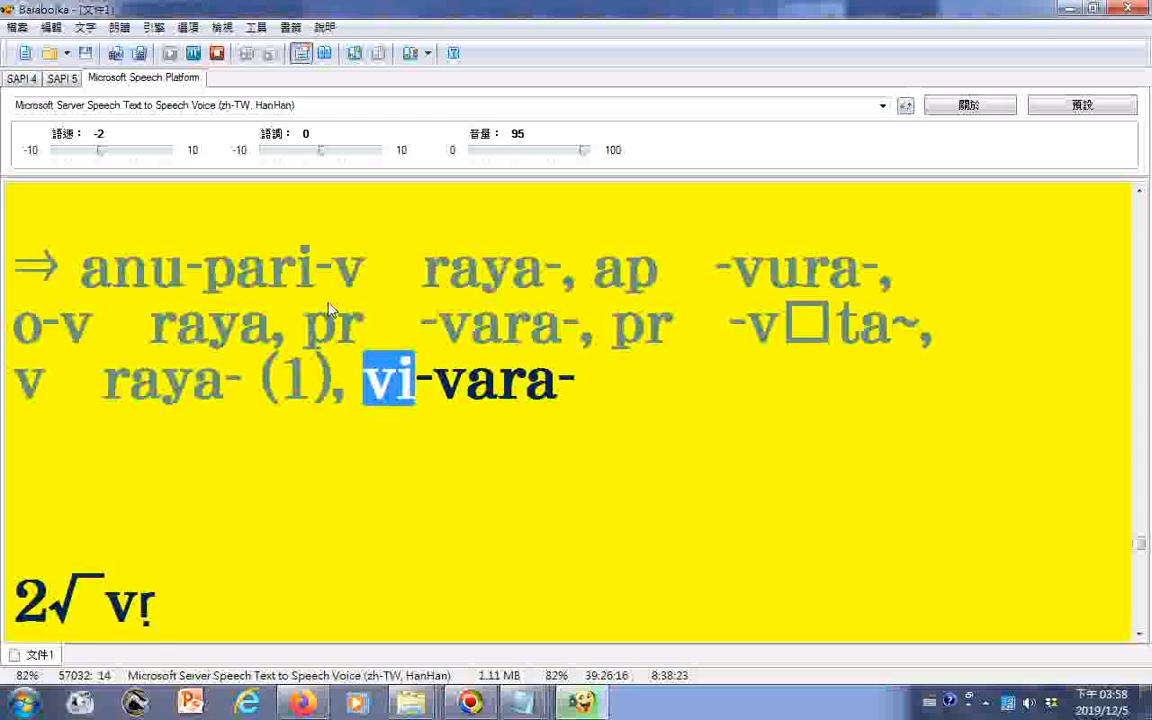 Balabolka - [文件1]
檔案 編輯 文字 朗讀 引擎 選項 檢視 工具 書籤 說明
SAPI 4 SAPI 5 Microsoft Speech Platform
Microsoft Server Speech Text to Speech Voice (zh-TW, HanHan) 關於 預設
語速： -2 語調： 0 音量： 95
-10 10 -10 10 0 100
⇒ anu-pari-v raya-, ap -vura-,
o-v raya, pr -vara-, pr -v□ta~,
v raya- (1), vi-vara-
2√vṛ
文件1
82% 57032: 14 Microsoft Server Speech Text to Speech Voice (zh-TW, HanHan) 1.11 MB 82% 39:26:16 8:38:23
下午 03:58
2019/12/5